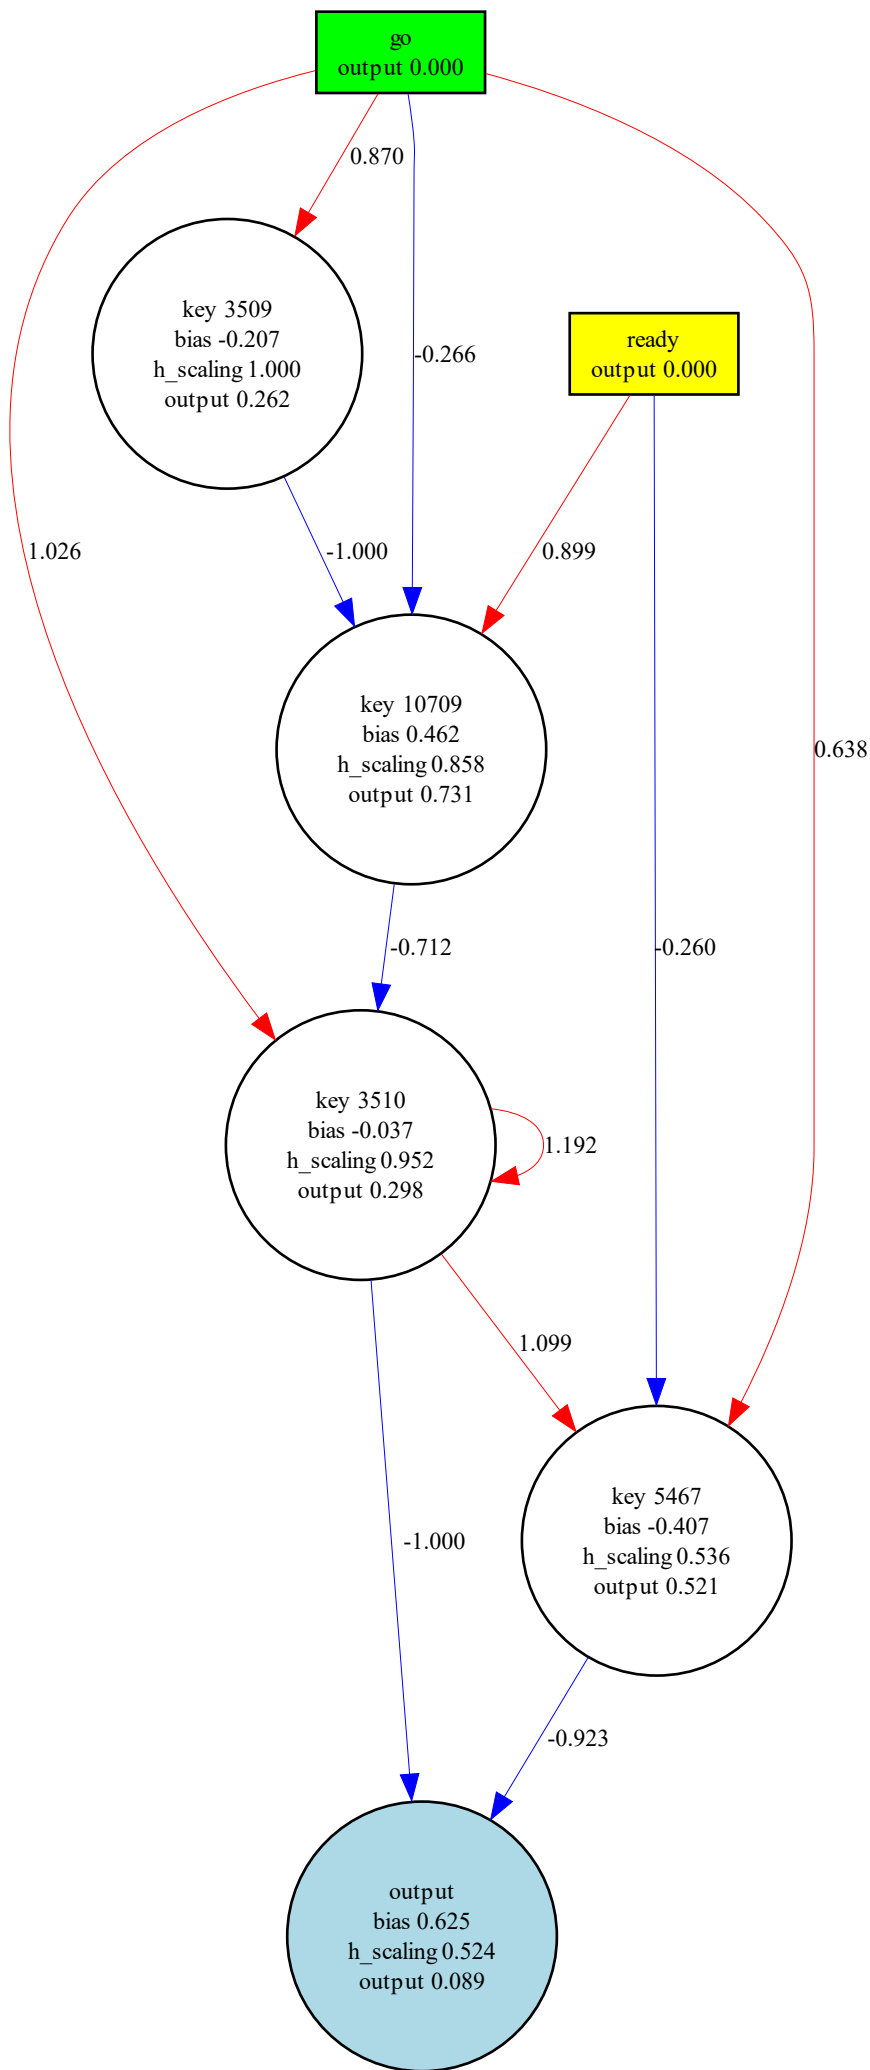 go
output 0.000
0.870
key 3509
bias -0.207
h_scaling 1.000
output 0.262
-0.266
ready
output 0.000
1.026
-1.000
0.899
key 10709
bias 0.462
h_scaling 0.858
output 0.731
0.638
-0.712
-0.260
key 3510
bias -0.037
h_scaling 0.952
output 0.298
1.192
1.099
key 5467
bias -0.407
h_scaling 0.536
output 0.521
-1.000
-0.923
output
bias 0.625
h_scaling 0.524
output 0.089